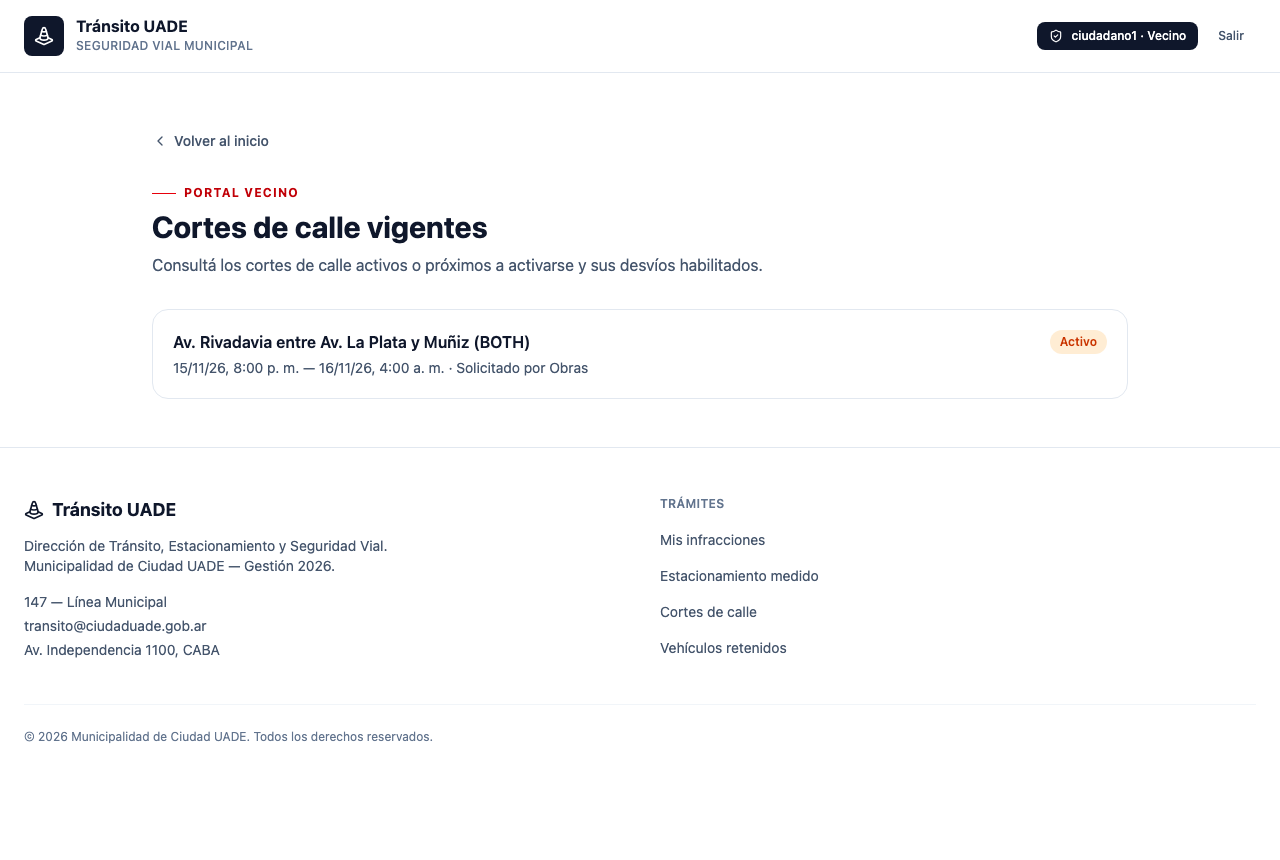 Tránsito UADE
SEGURIDAD VIAL MUNICIPAL
ciudadano1 · Vecino
Salir
Volver al inicio
PORTAL VECINO
Cortes de calle vigentes
Consultá los cortes de calle activos o próximos a activarse y sus desvíos habilitados.
Av. Rivadavia entre Av. La Plata y Muñiz (BOTH)
Activo
15/11/26, 8:00 p. m. — 16/11/26, 4:00 a. m. · Solicitado por Obras
Tránsito UADE
Dirección de Tránsito, Estacionamiento y Seguridad Vial.
Municipalidad de Ciudad UADE — Gestión 2026.
147 — Línea Municipal
transito@ciudaduade.gob.ar
Av. Independencia 1100, CABA
TRÁMITES
Mis infracciones
Estacionamiento medido
Cortes de calle
Vehículos retenidos
© 2026 Municipalidad de Ciudad UADE. Todos los derechos reservados.